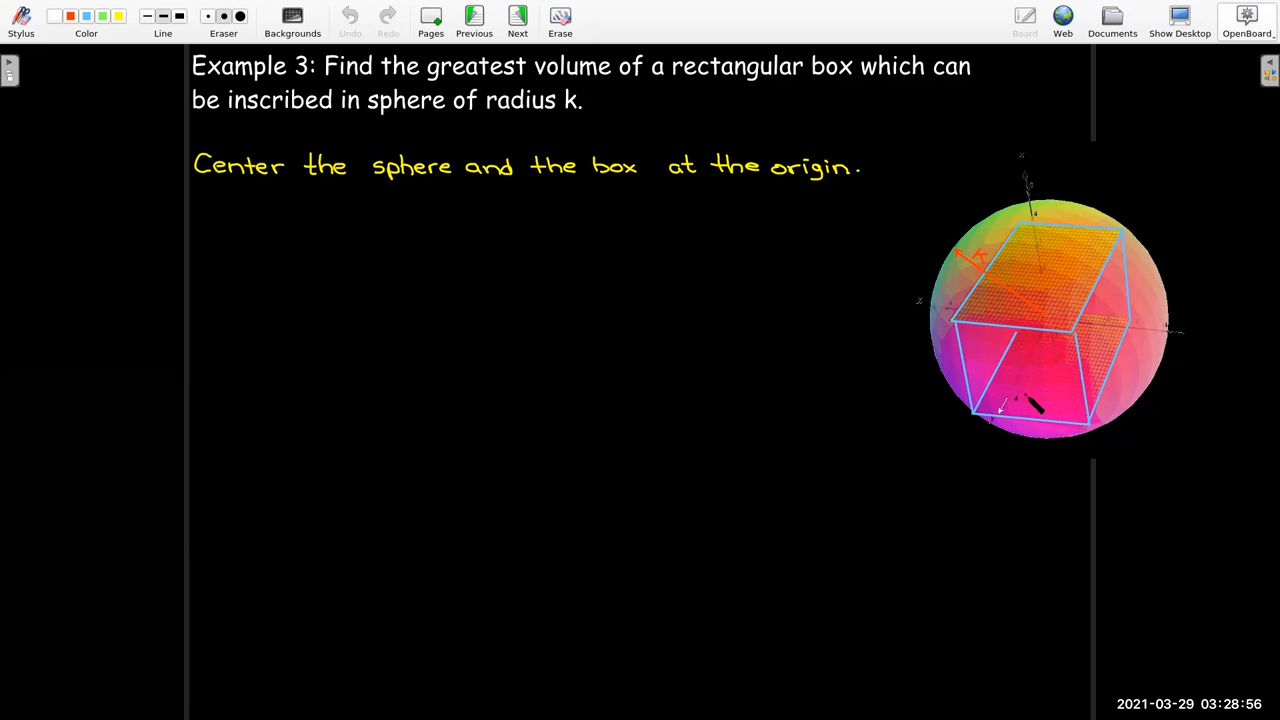 Stylus Color Line Eraser Backgrounds Undo Redo Pages Previous Next Erase Board Web Documents Show Desktop OpenBoard
Example 3: Find the greatest volume of a rectangular box which can
be inscribed in sphere of radius k.
Center the sphere and the box at the origin.
K
2021-03-29 03:28:56